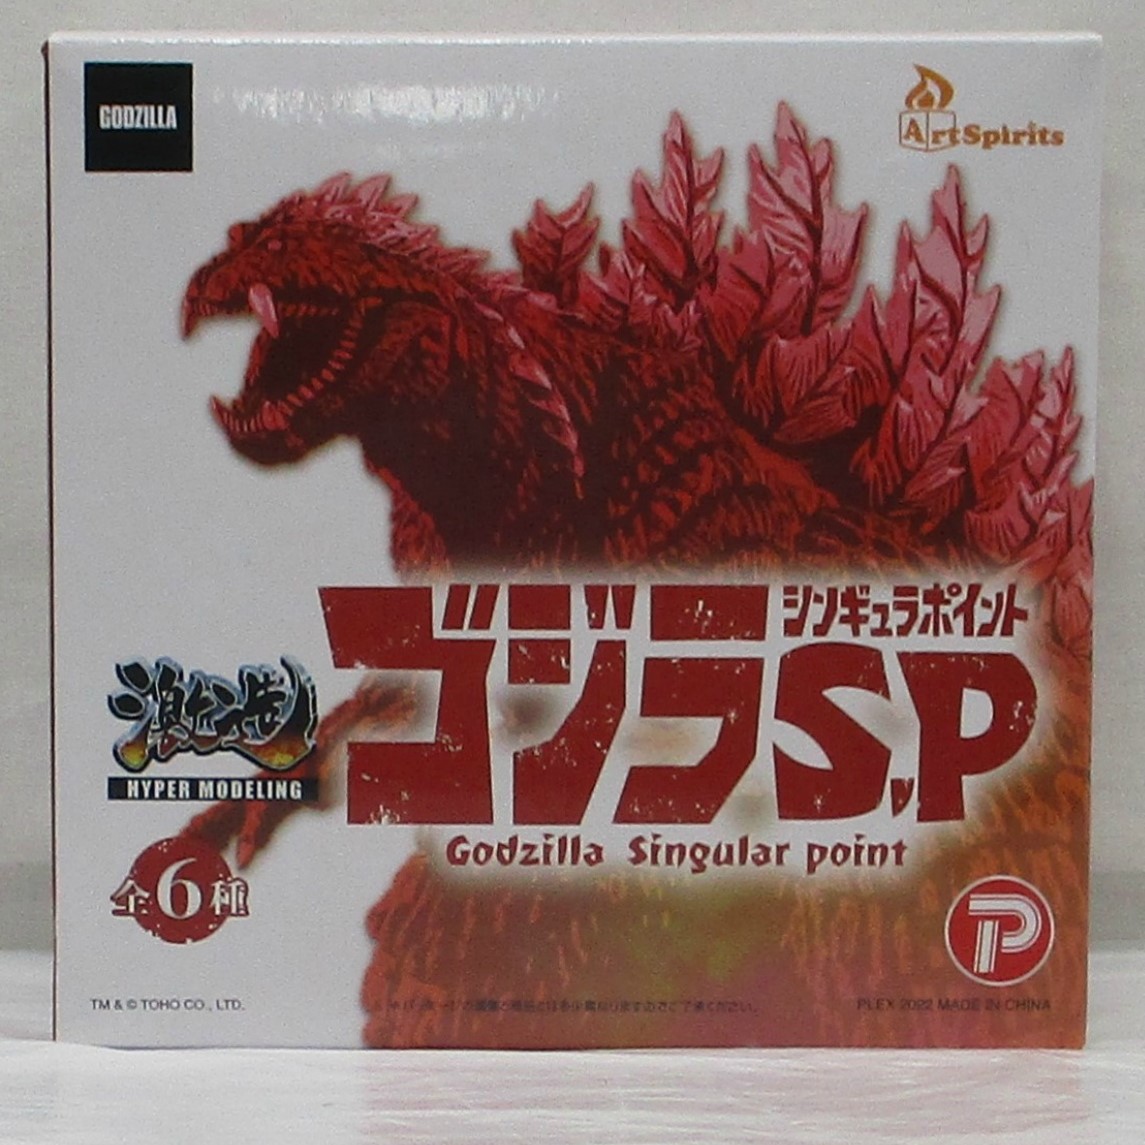 GODZILLA
ArtSpirits
シンギュラポイント
ゴジラS.P
Godzilla Singular point
激造
HYPER MODELING
全6種
P
TM & © TOHO CO., LTD.
PLEX 2022 MADE IN CHINA